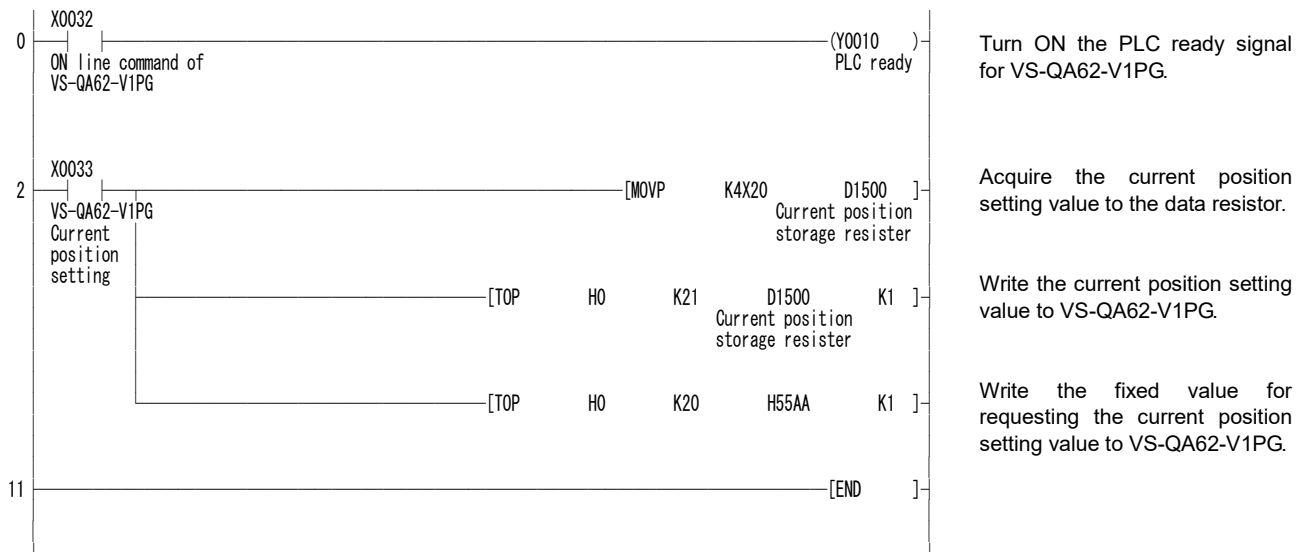 X0032
0 (Y0010 )
ON line command of PLC ready
VS-QA62-V1PG
Turn ON the PLC ready signal
for VS-QA62-V1PG.
X0033
2 [MOVP K4X20 D1500 ]
VS-QA62-V1PG Current position
Current storage resister
position
setting
Acquire the current position
setting value to the data resistor.
[TOP H0 K21 D1500 K1 ]
Current position
storage resister
Write the current position setting
value to VS-QA62-V1PG.
[TOP H0 K20 H55AA K1 ]
Write the fixed value for
requesting the current position
setting value to VS-QA62-V1PG.
11 [END ]